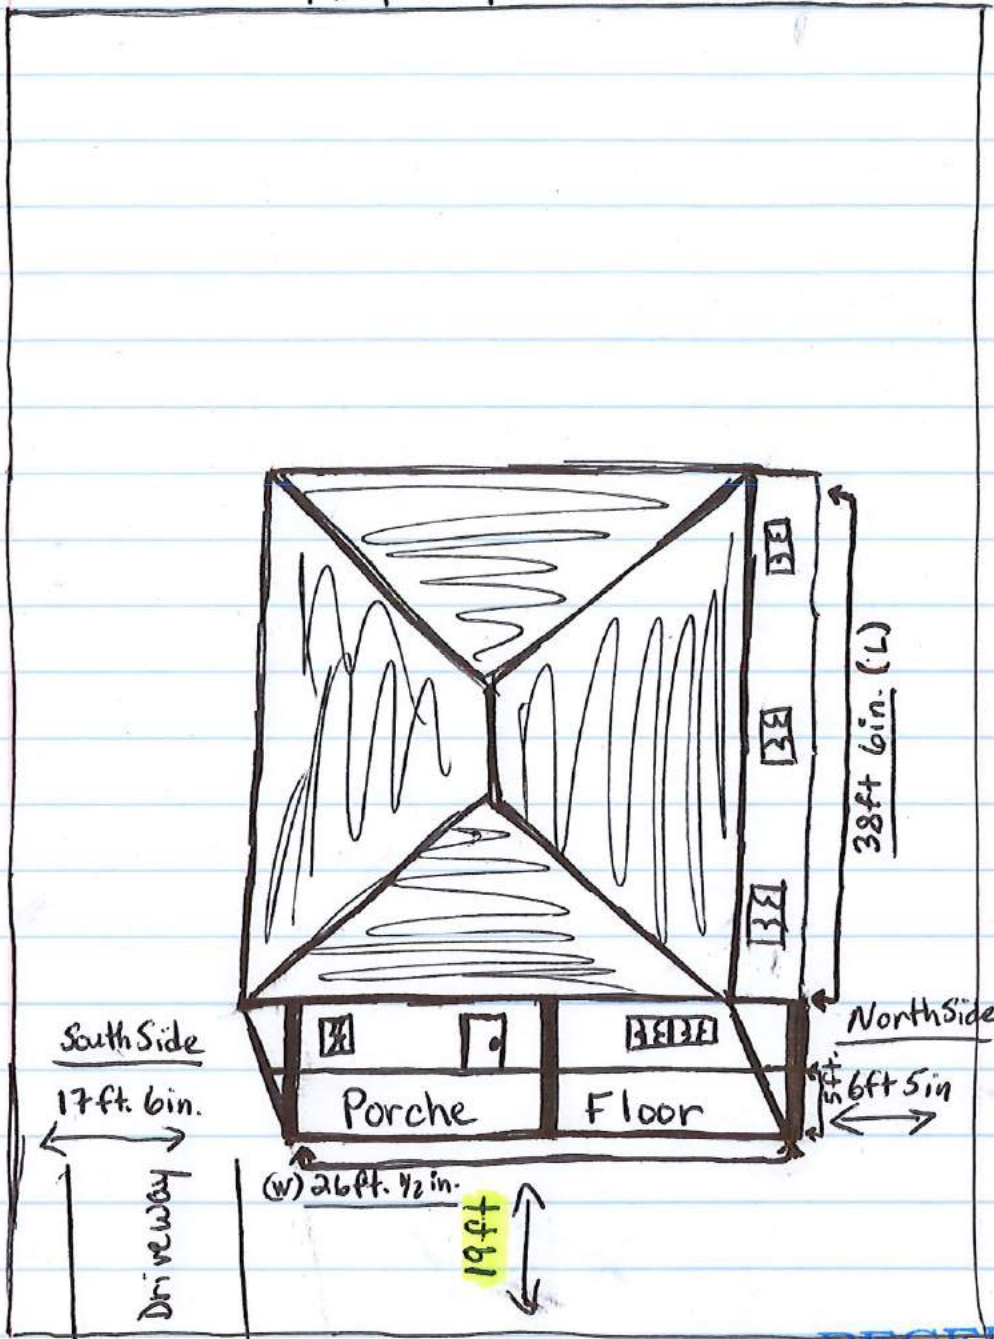 38ft 6in. (L)
South Side
North Side
17ft. 6in.
5ft.
6ft 5in
Porche Floor
(W) 26ft. 1/2 in.
19ft
Driveway